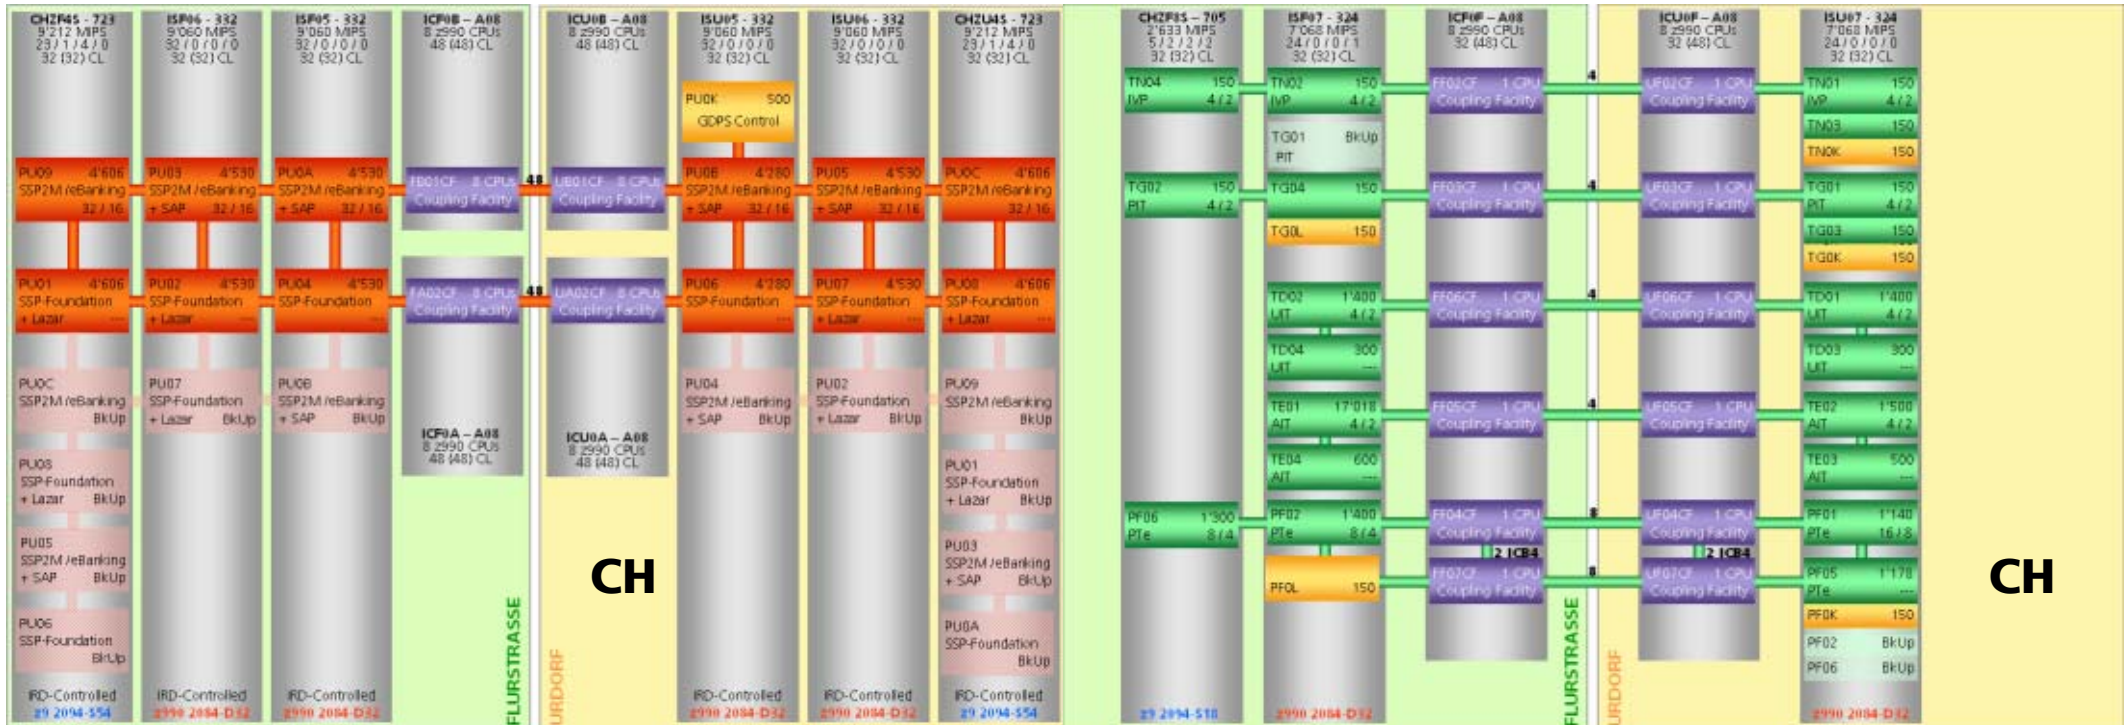 CHZF4S - 723
9'212 MIPS
23 / 1 / 4 / 0
32 (32) CL
PU09 4'606
SSP2M /eBanking
32 / 16
PU01 4'606
SSP-Foundation
+ Lazar ---
PU0C
SSP2M /eBanking
BkUp
PU08
SSP-Foundation
+ Lazar BkUp
PU05
SSP2M /eBanking
+ SAP BkUp
PU06
SSP-Foundation
BkUp
IRD-Controlled
z9 2094-S54
ISF06 - 332
9'060 MIPS
32 / 0 / 0 / 0
32 (32) CL
PU03 4'530
SSP2M /eBanking
+ SAP 32 / 16
PU02 4'530
SSP-Foundation
+ Lazar ---
PU07
SSP-Foundation
+ Lazar BkUp
IRD-Controlled
z990 2084-D32
ISF05 - 332
9'060 MIPS
32 / 0 / 0 / 0
32 (32) CL
PU0A 4'530
SSP2M /eBanking
+ SAP 32 / 16
PU04 4'530
SSP-Foundation
---
PU0B
SSP2M /eBanking
+ SAP BkUp
IRD-Controlled
z990 2084-D32
ICF0B – A08
8 z990 CPUs
48 (48) CL
FB01CF 8 CPUs
Coupling Facility
FA02CF 8 CPUs
Coupling Facility
ICF0A – A08
8 z990 CPUs
48 (48) CL
FLURSTRASSE
48
48
ICU0B – A08
8 z990 CPUs
48 (48) CL
UB01CF 8 CPUs
Coupling Facility
UA02CF 8 CPUs
Coupling Facility
ICU0A – A08
8 z990 CPUs
48 (48) CL
CH
URDORF
ISU05 - 332
9'060 MIPS
32 / 0 / 0 / 0
32 (32) CL
PU0K 500
GDPS Control
PU0B 4'280
SSP2M /eBanking
+ SAP 32 / 16
PU06 4'280
SSP-Foundation
---
PU04
SSP2M /eBanking
+ SAP BkUp
IRD-Controlled
z990 2084-D32
ISU06 - 332
9'060 MIPS
32 / 0 / 0 / 0
32 (32) CL
PU05 4'530
SSP2M /eBanking
+ SAP 32 / 16
PU07 4'530
SSP-Foundation
+ Lazar ---
PU02
SSP-Foundation
+ Lazar BkUp
IRD-Controlled
z990 2084-D32
CHZU4S - 723
9'212 MIPS
23 / 1 / 4 / 0
32 (32) CL
PU0C 4'606
SSP2M /eBanking
32 / 16
PU08 4'606
SSP-Foundation
+ Lazar ---
PU09
SSP2M /eBanking
BkUp
PU01
SSP-Foundation
+ Lazar BkUp
PU03
SSP2M /eBanking
+ SAP BkUp
PU0A
SSP-Foundation
BkUp
IRD-Controlled
z9 2094-S54
CHZF8S – 705
2'633 MIPS
5 / 2 / 2 / 2
32 (32) CL
TN04 150
IVP 4 / 2
TG02 150
PIT 4 / 2
PF06 1'300
PTe 8 / 4
z9 2094-S18
ISF07 - 324
7'068 MIPS
24 / 0 / 0 / 1
32 (32) CL
TN02 150
IVP 4 / 2
TG01 BkUp
PIT
TG04 150
TG0L 150
TD02 1'400
UIT 4 / 2
TD04 300
UIT ---
TE01 17'018
AIT 4 / 2
TE04 600
AIT ---
PF02 1'400
PTe 8 / 4
PF0L 150
z990 2084-D32
ICF0F – A08
8 z990 CPUs
32 (48) CL
FF02CF 1 CPU
Coupling Facility
FF03CF 1 CPU
Coupling Facility
FF06CF 1 CPU
Coupling Facility
FF05CF 1 CPU
Coupling Facility
FF04CF 1 CPU
Coupling Facility
2 ICB4
FF07CF 1 CPU
Coupling Facility
FLURSTRASSE
4
4
4
4
8
8
URDORF
ICU0F – A08
8 z990 CPUs
32 (48) CL
UF02CF 1 CPU
Coupling Facility
UF03CF 1 CPU
Coupling Facility
UF06CF 1 CPU
Coupling Facility
UF05CF 1 CPU
Coupling Facility
UF04CF 1 CPU
Coupling Facility
2 ICB4
UF07CF 1 CPU
Coupling Facility
ISU07 - 324
7'068 MIPS
24 / 0 / 0 / 0
32 (32) CL
TN01 150
IVP 4 / 2
TN03 150
TN0K 150
TG01 150
PIT 4 / 2
TG03 150
TG0K 150
TD01 1'400
UIT 4 / 2
TD03 300
UIT ---
TE02 1'500
AIT 4 / 2
TE03 500
AIT ---
PF01 1'140
PTe 16 / 8
PF05 1'178
PTe ---
PF0K 150
PF02 BkUp
PF06 BkUp
z990 2084-D32
CH